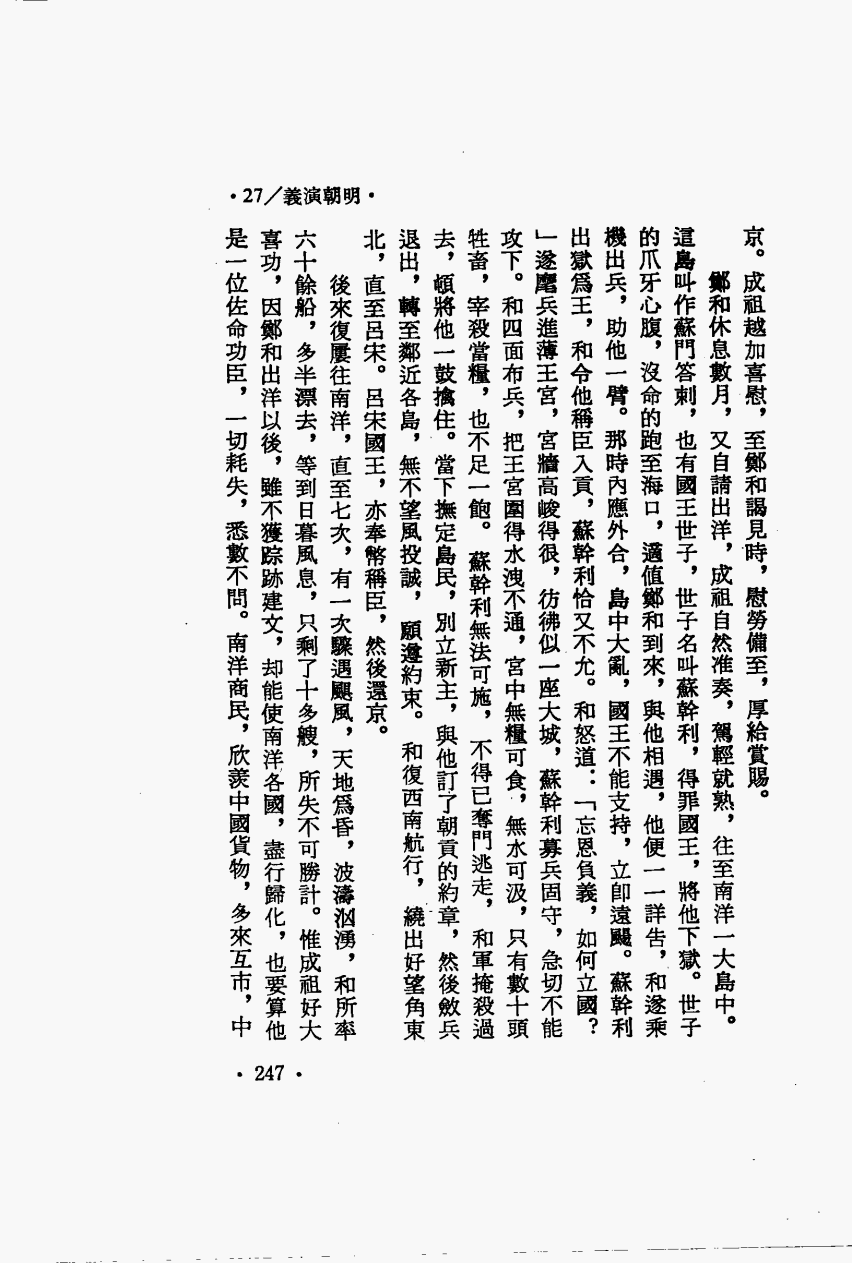 ·27/義演朝明·
京。成祖越加喜慰，至鄭和謁見時，慰勞備至，厚給賞賜。
鄭和休息數月，又自請出洋，成祖自然准奏，駕輕就熟，往至南洋一大島中。
這島叫作蘇門答剌，也有國王世子，世子名叫蘇幹利，得罪國王，將他下獄。世子
的爪牙心腹，沒命的跑至海口，適值鄭和到來，與他相遇，他便一一詳告，和遂乘
機出兵，助他一臂。那時內應外合，島中大亂，國王不能支持，立卽遠颺。蘇幹利
出獄爲王，和令他稱臣入貢，蘇幹利恰又不允。和怒道：「忘恩負義，如何立國？
」遂麾兵進薄王宮，宮牆高峻得很，彷彿似一座大城，蘇幹利募兵固守，急切不能
攻下。和四面布兵，把王宮圍得水洩不通，宮中無糧可食，無水可汲，只有數十頭
牲畜，宰殺當糧，也不足一飽。蘇幹利無法可施，不得已奪門逃走，和軍掩殺過
去，頓將他一鼓擒住。當下撫定島民，別立新主，與他訂了朝貢的約章，然後斂兵
退出，轉至鄰近各島，無不望風投誠，願遵約束。和復西南航行，繞出好望角東
北，直至呂宋。呂宋國王，亦奉幣稱臣，然後還京。
後來復屢往南洋，直至七次，有一次驟遇颶風，天地爲昏，波濤洶湧，和所率
六十餘船，多半漂去，等到日暮風息，只剩了十多艘，所失不可勝計。惟成祖好大
喜功，因鄭和出洋以後，雖不獲踪跡建文，却能使南洋各國，盡行歸化，也要算他
是一位佐命功臣，一切耗失，悉數不問。南洋商民，欣羨中國貨物，多來互市，中
·247·